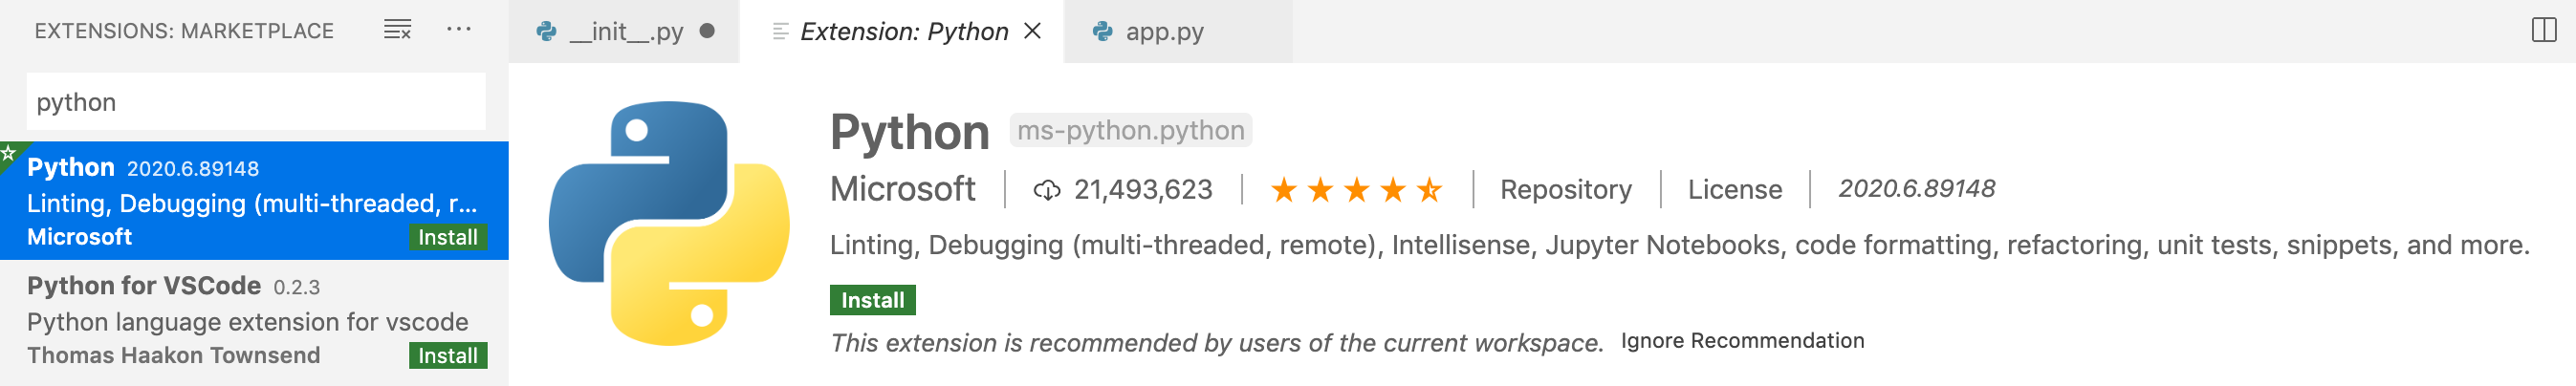 EXTENSIONS: MARKETPLACE
python
Python 2020.6.89148
Linting, Debugging (multi-threaded, r...
Microsoft Install
Python for VSCode 0.2.3
Python language extension for vscode
Thomas Haakon Townsend Install
__init__.py Extension: Python app.py
Python ms-python.python
Microsoft 21,493,623 Repository License 2020.6.89148
Linting, Debugging (multi-threaded, remote), Intellisense, Jupyter Notebooks, code formatting, refactoring, unit tests, snippets, and more.
Install
This extension is recommended by users of the current workspace. Ignore Recommendation